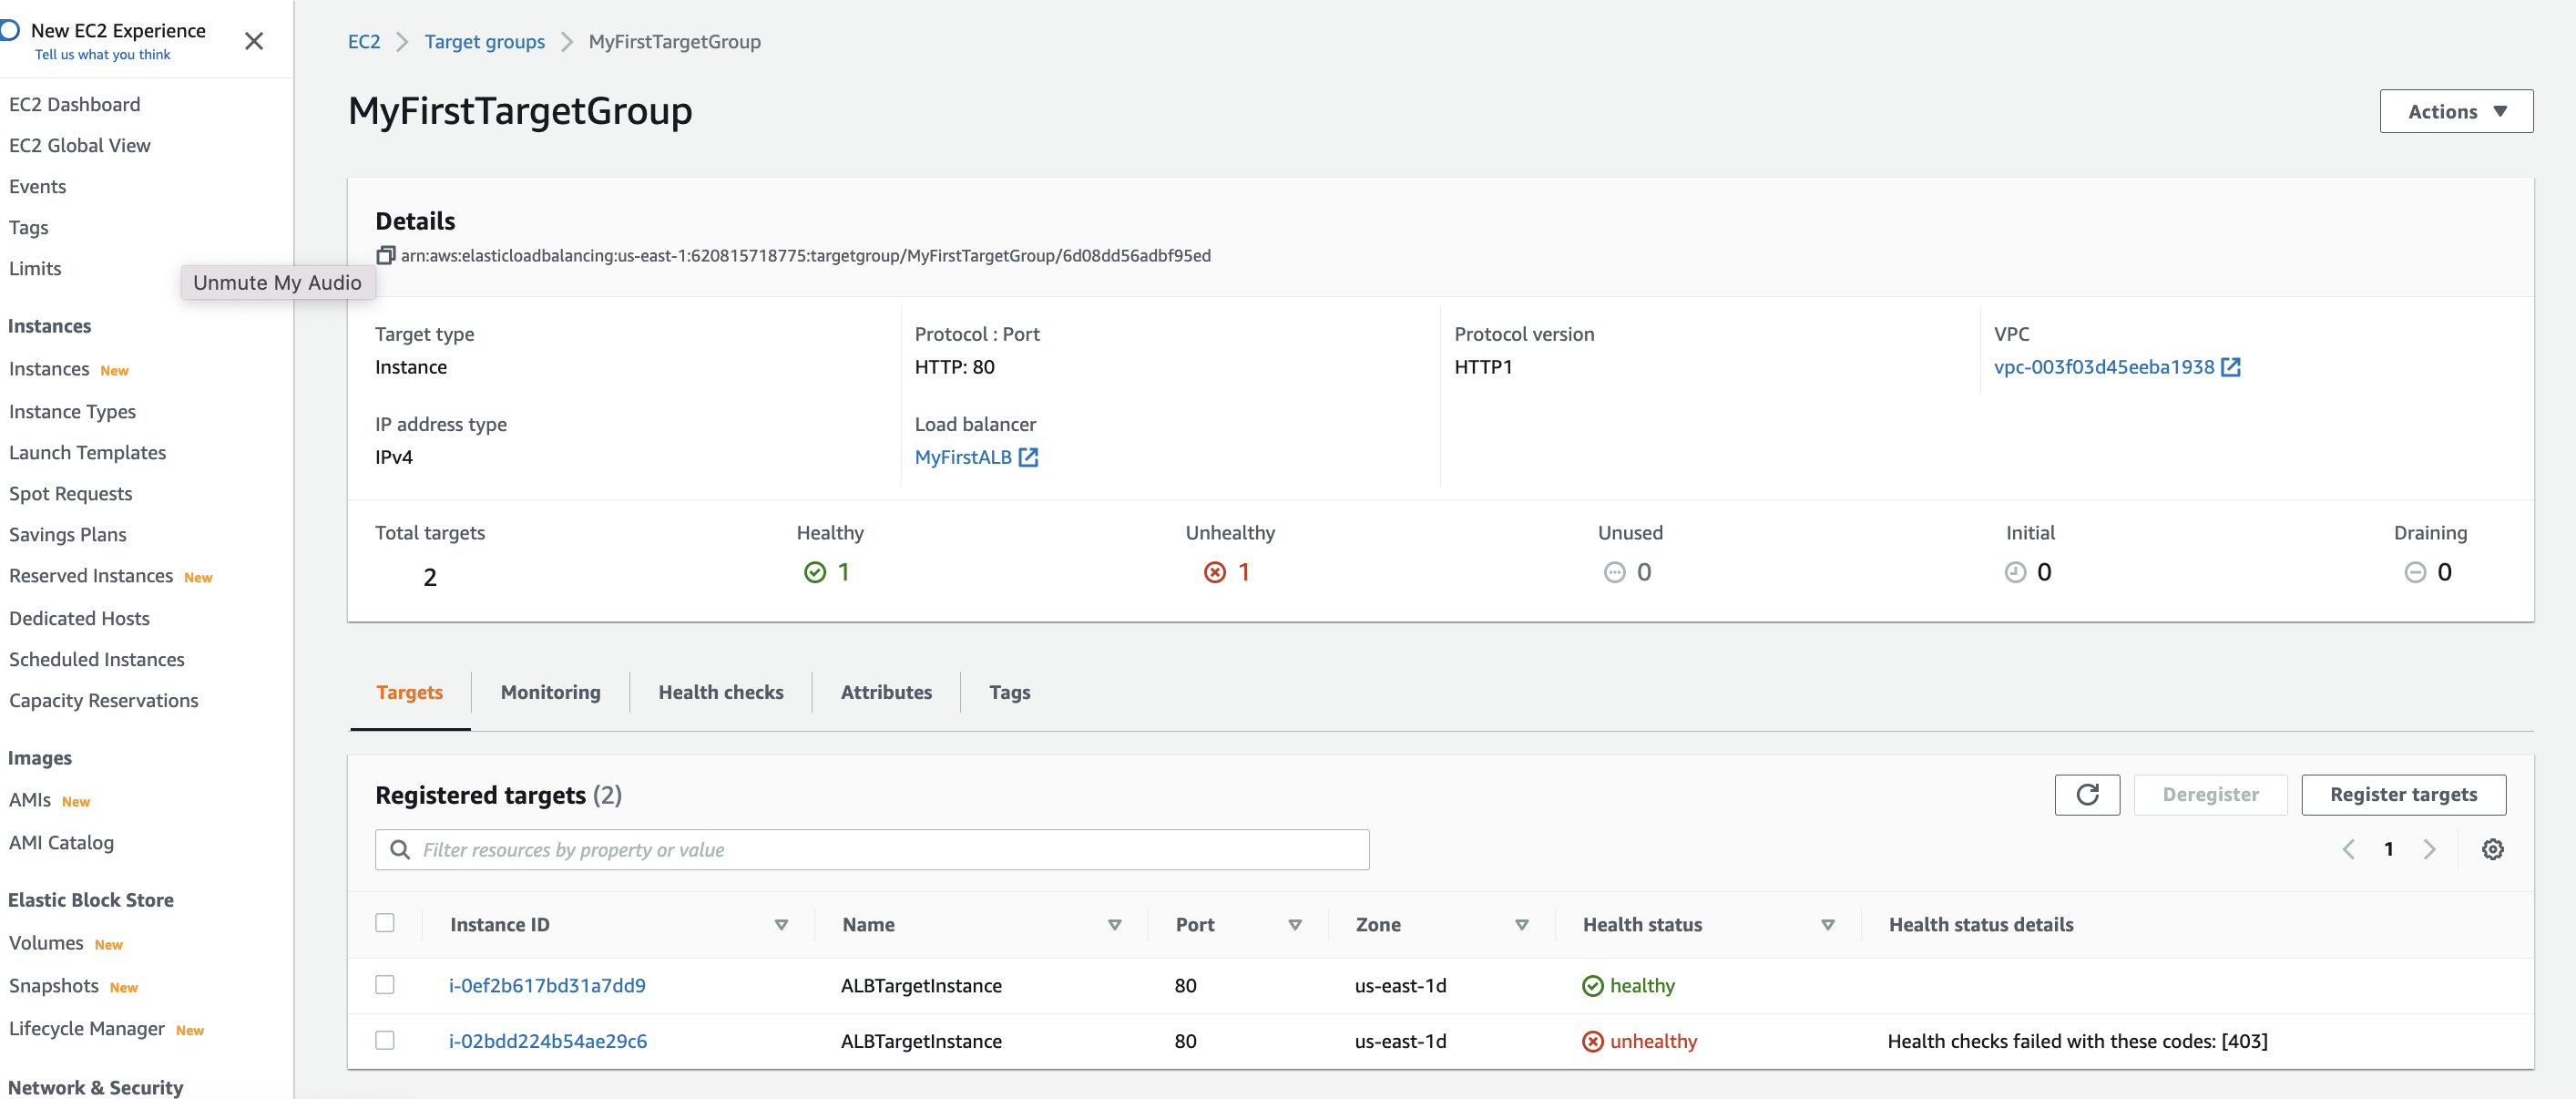 New EC2 Experience
Tell us what you think
EC2 Dashboard
EC2 Global View
Events
Tags
Limits
Unmute My Audio
Instances
Instances New
Instance Types
Launch Templates
Spot Requests
Savings Plans
Reserved Instances New
Dedicated Hosts
Scheduled Instances
Capacity Reservations
Images
AMIs New
AMI Catalog
Elastic Block Store
Volumes New
Snapshots New
Lifecycle Manager New
Network & Security
EC2 > Target groups > MyFirstTargetGroup
MyFirstTargetGroup
Actions
Details
arn:aws:elasticloadbalancing:us-east-1:620815718775:targetgroup/MyFirstTargetGroup/6d08dd56adbf95ed
Target type Protocol : Port Protocol version VPC
Instance HTTP: 80 HTTP1 vpc-003f03d45eeba1938
IP address type Load balancer
IPv4 MyFirstALB
Total targets Healthy Unhealthy Unused Initial Draining
2 1 1 0 0 0
Targets Monitoring Health checks Attributes Tags
Registered targets (2)
Deregister Register targets
Filter resources by property or value
1
Instance ID Name Port Zone Health status Health status details
i-0ef2b617bd31a7dd9 ALBTargetInstance 80 us-east-1d healthy
i-02bdd224b54ae29c6 ALBTargetInstance 80 us-east-1d unhealthy Health checks failed with these codes: [403]